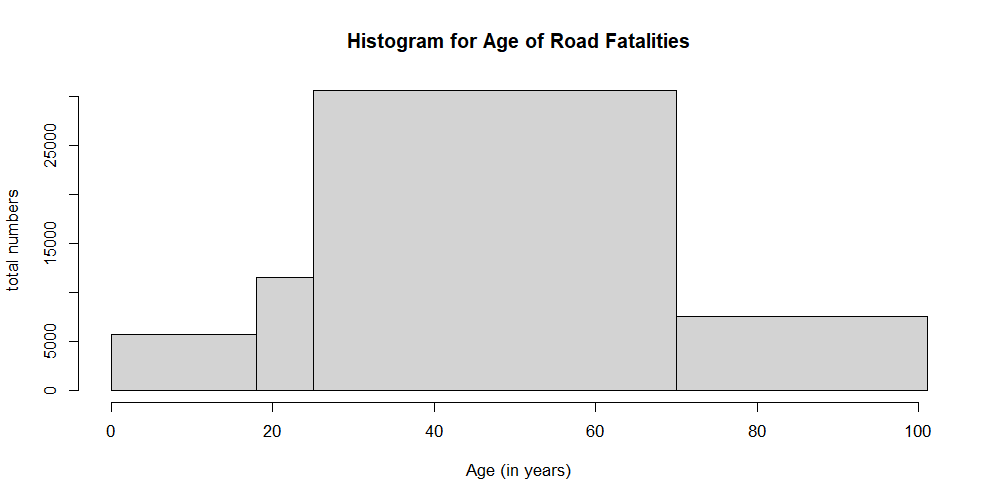 Histogram for Age of Road Fatalities
total numbers
25000
15000
5000
0
0 20 40 60 80 100
Age (in years)